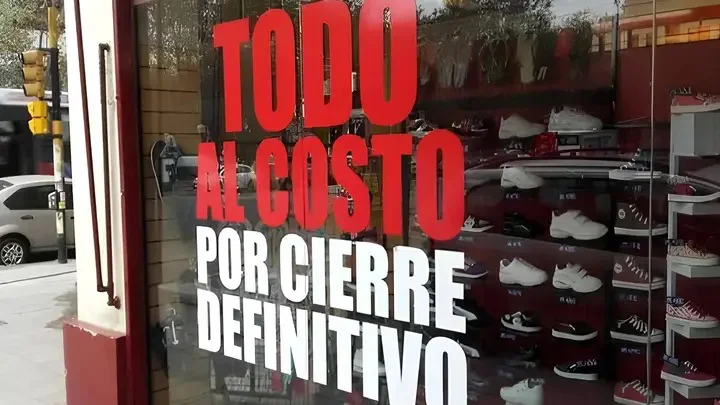 TODO
AL COSTO
POR CIERRE
DEFINITIVO